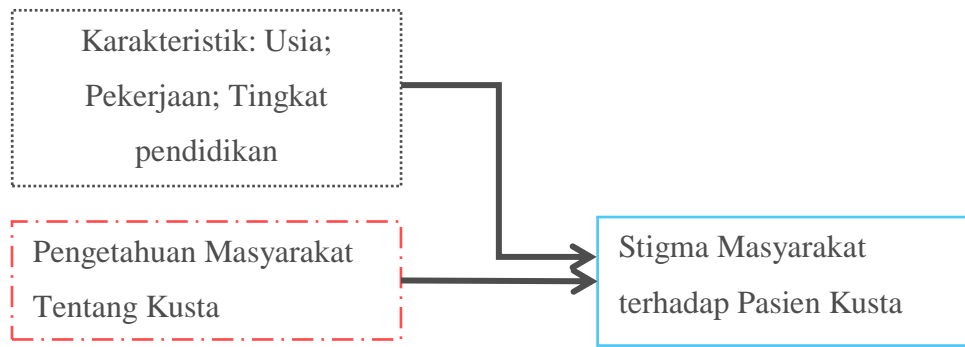 Karakteristik: Usia;
Pekerjaan; Tingkat
pendidikan
Pengetahuan Masyarakat
Tentang Kusta
Stigma Masyarakat
terhadap Pasien Kusta